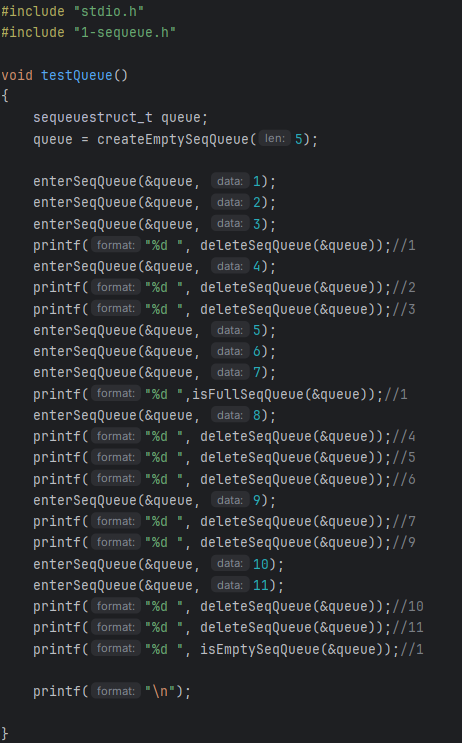 #include "stdio.h"
#include "1-sequeue.h"

void testQueue()
{
    sequeuestruct_t queue;
    queue = createEmptySeqQueue( len: 5);

    enterSeqQueue(&queue, data: 1);
    enterSeqQueue(&queue, data: 2);
    enterSeqQueue(&queue, data: 3);
    printf( format: "%d ", deleteSeqQueue(&queue));//1
    enterSeqQueue(&queue, data: 4);
    printf( format: "%d ", deleteSeqQueue(&queue));//2
    printf( format: "%d ", deleteSeqQueue(&queue));//3
    enterSeqQueue(&queue, data: 5);
    enterSeqQueue(&queue, data: 6);
    enterSeqQueue(&queue, data: 7);
    printf( format: "%d ",isFullSeqQueue(&queue));//1
    enterSeqQueue(&queue, data: 8);
    printf( format: "%d ", deleteSeqQueue(&queue));//4
    printf( format: "%d ", deleteSeqQueue(&queue));//5
    printf( format: "%d ", deleteSeqQueue(&queue));//6
    enterSeqQueue(&queue, data: 9);
    printf( format: "%d ", deleteSeqQueue(&queue));//7
    printf( format: "%d ", deleteSeqQueue(&queue));//9
    enterSeqQueue(&queue, data: 10);
    enterSeqQueue(&queue, data: 11);
    printf( format: "%d ", deleteSeqQueue(&queue));//10
    printf( format: "%d ", deleteSeqQueue(&queue));//11
    printf( format: "%d ", isEmptySeqQueue(&queue));//1

    printf( format: "\n");

}